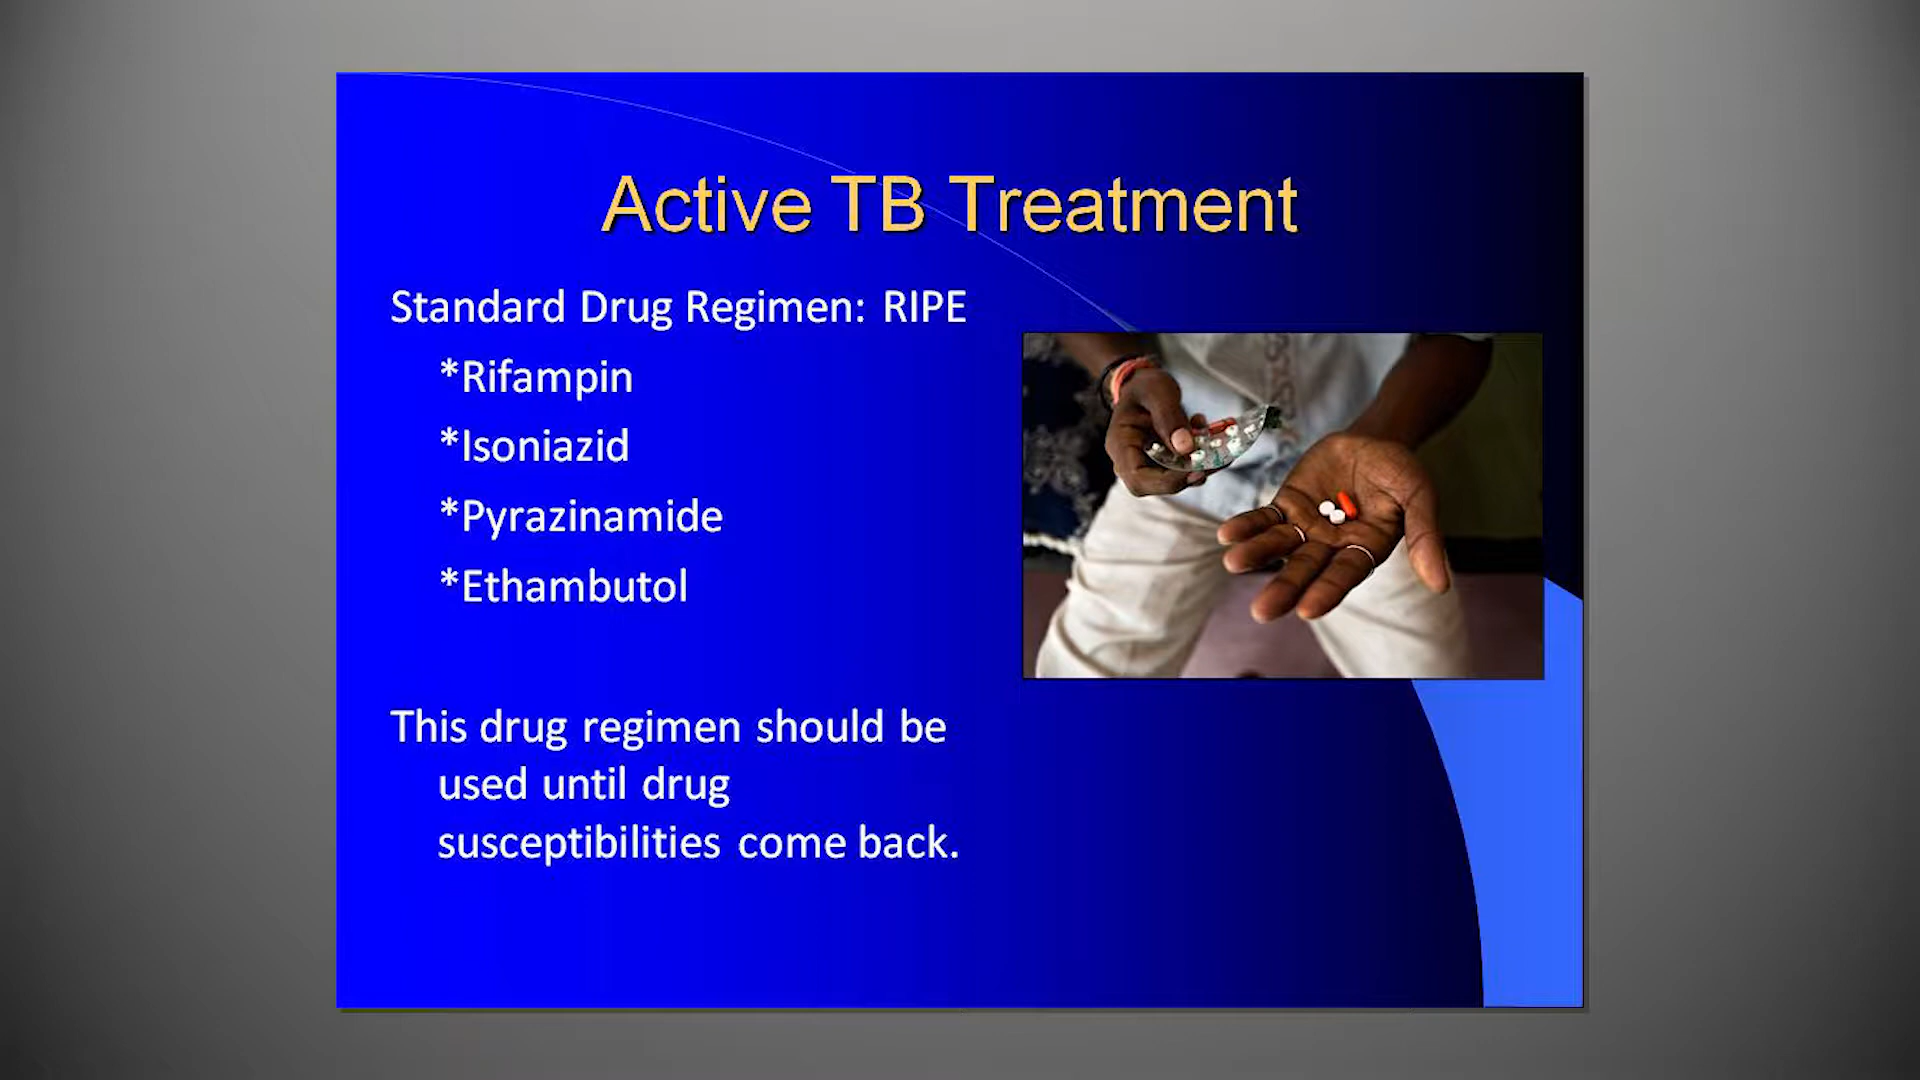 Active TB Treatment
Standard Drug Regimen: RIPE
*Rifampin
*Isoniazid
*Pyrazinamide
*Ethambutol
This drug regimen should be
used until drug
susceptibilities come back.